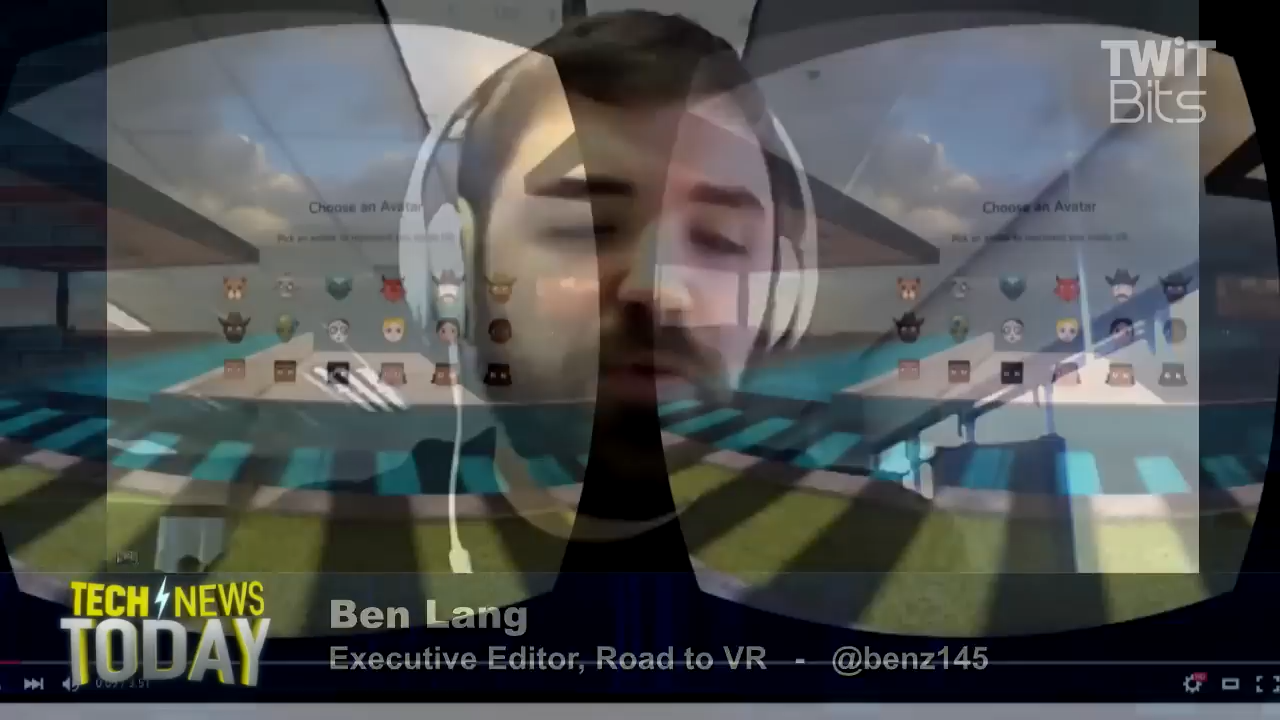 TWiT
Bits
Choose an Avatar
Choose an Avatar
TECH NEWS
TODAY
Ben Lang
Executive Editor, Road to VR - @benz145